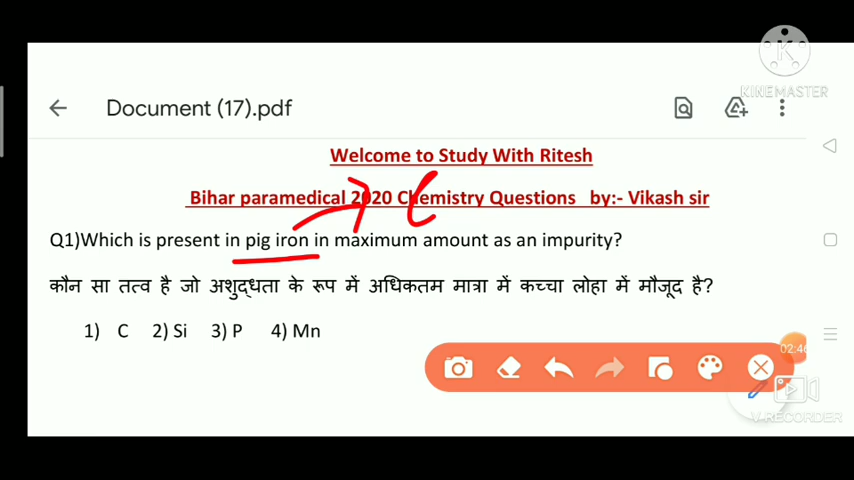 KINEMASTER
Document (17).pdf
Welcome to Study With Ritesh
Bihar paramedical 2020 Chemistry Questions by:- Vikash sir
Q1)Which is present in pig iron in maximum amount as an impurity?
कौन सा तत्व है जो अशुद्धता के रूप में अधिकतम मात्रा में कच्चा लोहा में मौजूद है?
1) C 2) Si 3) P 4) Mn
02:46
V RECORDER